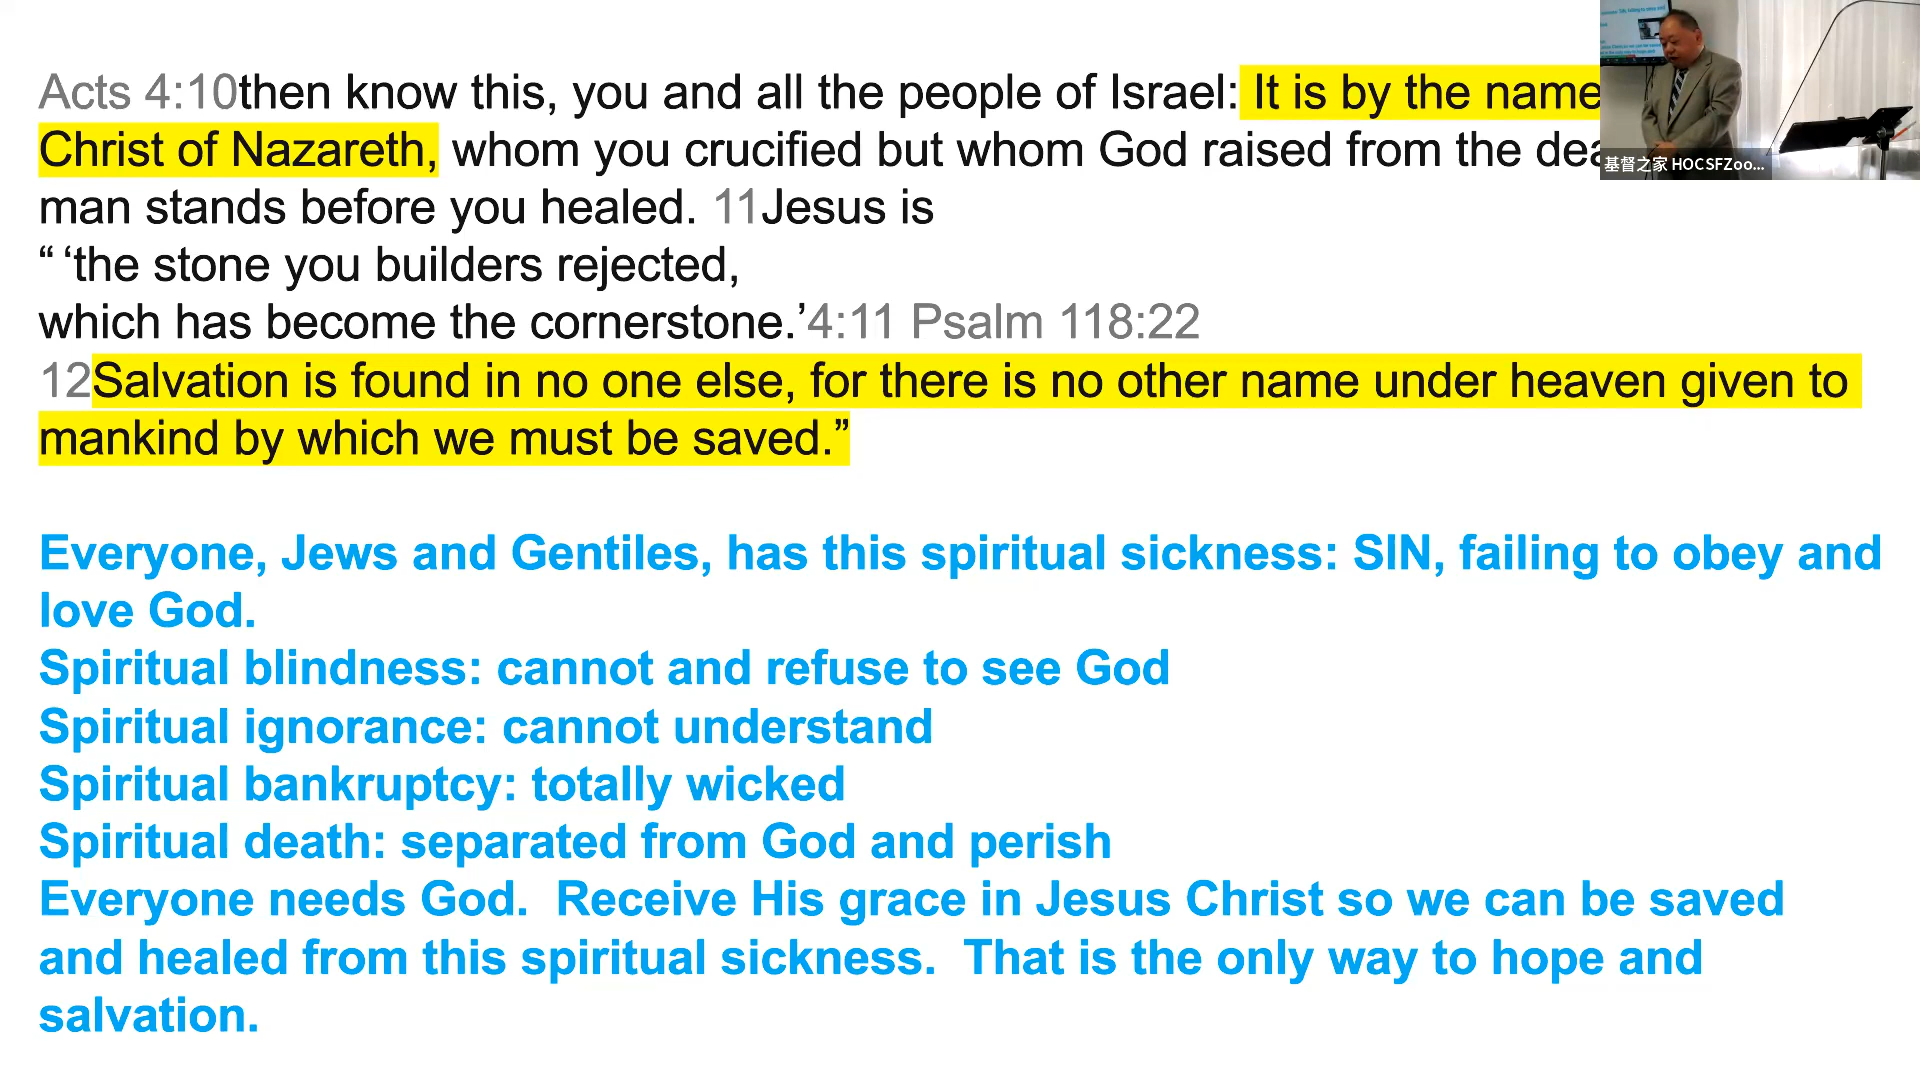 Acts 4:10then know this, you and all the people of Israel: It is by the name
Christ of Nazareth, whom you crucified but whom God raised from the
man stands before you healed. 11Jesus is
“ ‘the stone you builders rejected,
which has become the cornerstone.’4:11 Psalm 118:22
12Salvation is found in no one else, for there is no other name under heaven given to
mankind by which we must be saved.”
Everyone, Jews and Gentiles, has this spiritual sickness: SIN, failing to obey and
love God.
Spiritual blindness: cannot and refuse to see God
Spiritual ignorance: cannot understand
Spiritual bankruptcy: totally wicked
Spiritual death: separated from God and perish
Everyone needs God.  Receive His grace in Jesus Christ so we can be saved
and healed from this spiritual sickness.  That is the only way to hope and
salvation.
基督之家 HOCSFZoo...